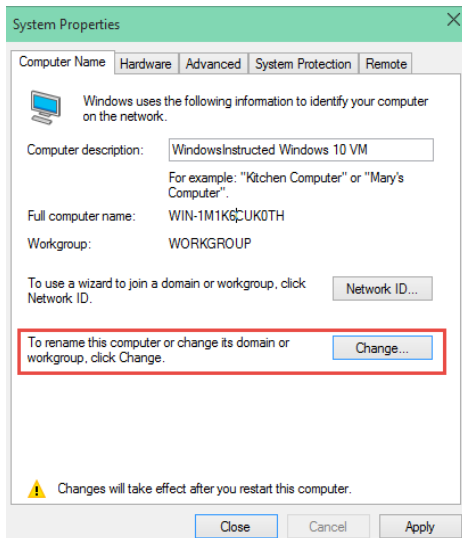 System Properties
Computer Name Hardware Advanced System Protection Remote
Windows uses the following information to identify your computer
on the network.
Computer description: WindowsInstructed Windows 10 VM
For example: "Kitchen Computer" or "Mary's
Computer".
Full computer name: WIN-1M1K6CUK0TH
Workgroup: WORKGROUP
To use a wizard to join a domain or workgroup, click
Network ID.
Network ID...
To rename this computer or change its domain or
workgroup, click Change.
Change...
Changes will take effect after you restart this computer.
Close Cancel Apply